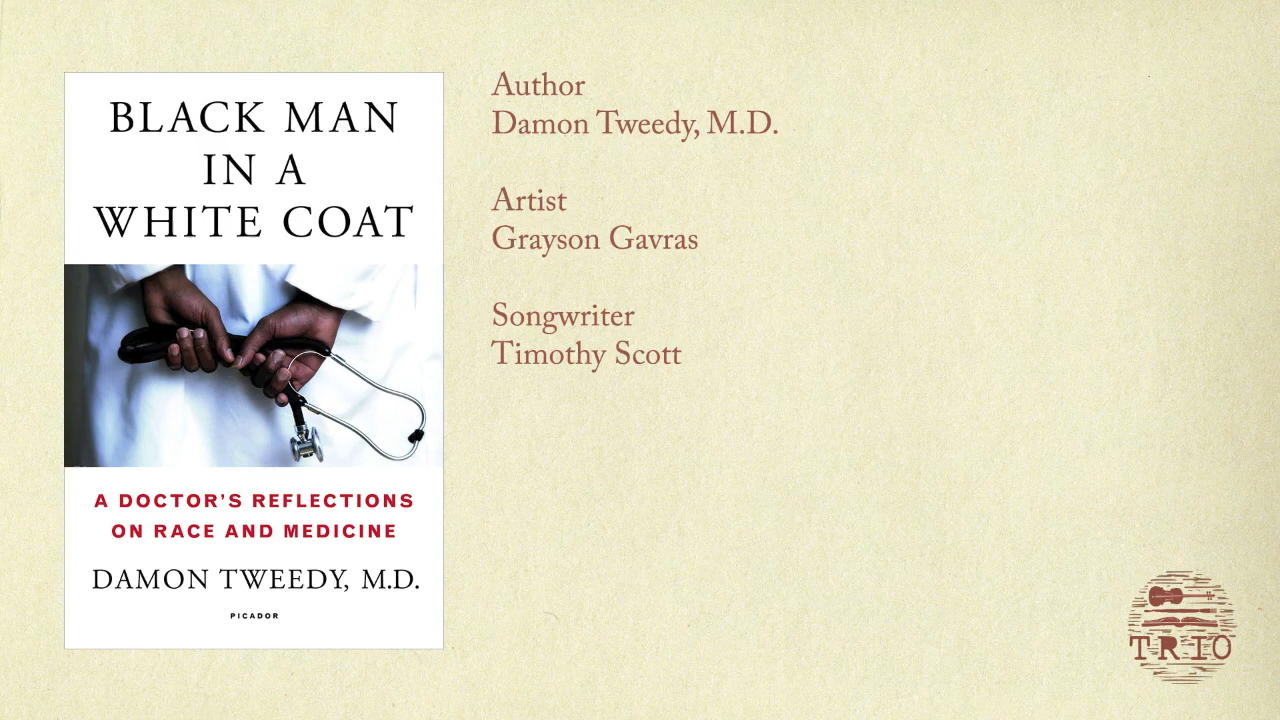 BLACK MAN
IN A
WHITE COAT
A DOCTOR'S REFLECTIONS
ON RACE AND MEDICINE
DAMON TWEEDY, M.D.
PICADOR
Author
Damon Tweedy, M.D.
Artist
Grayson Gavras
Songwriter
Timothy Scott
TRIO